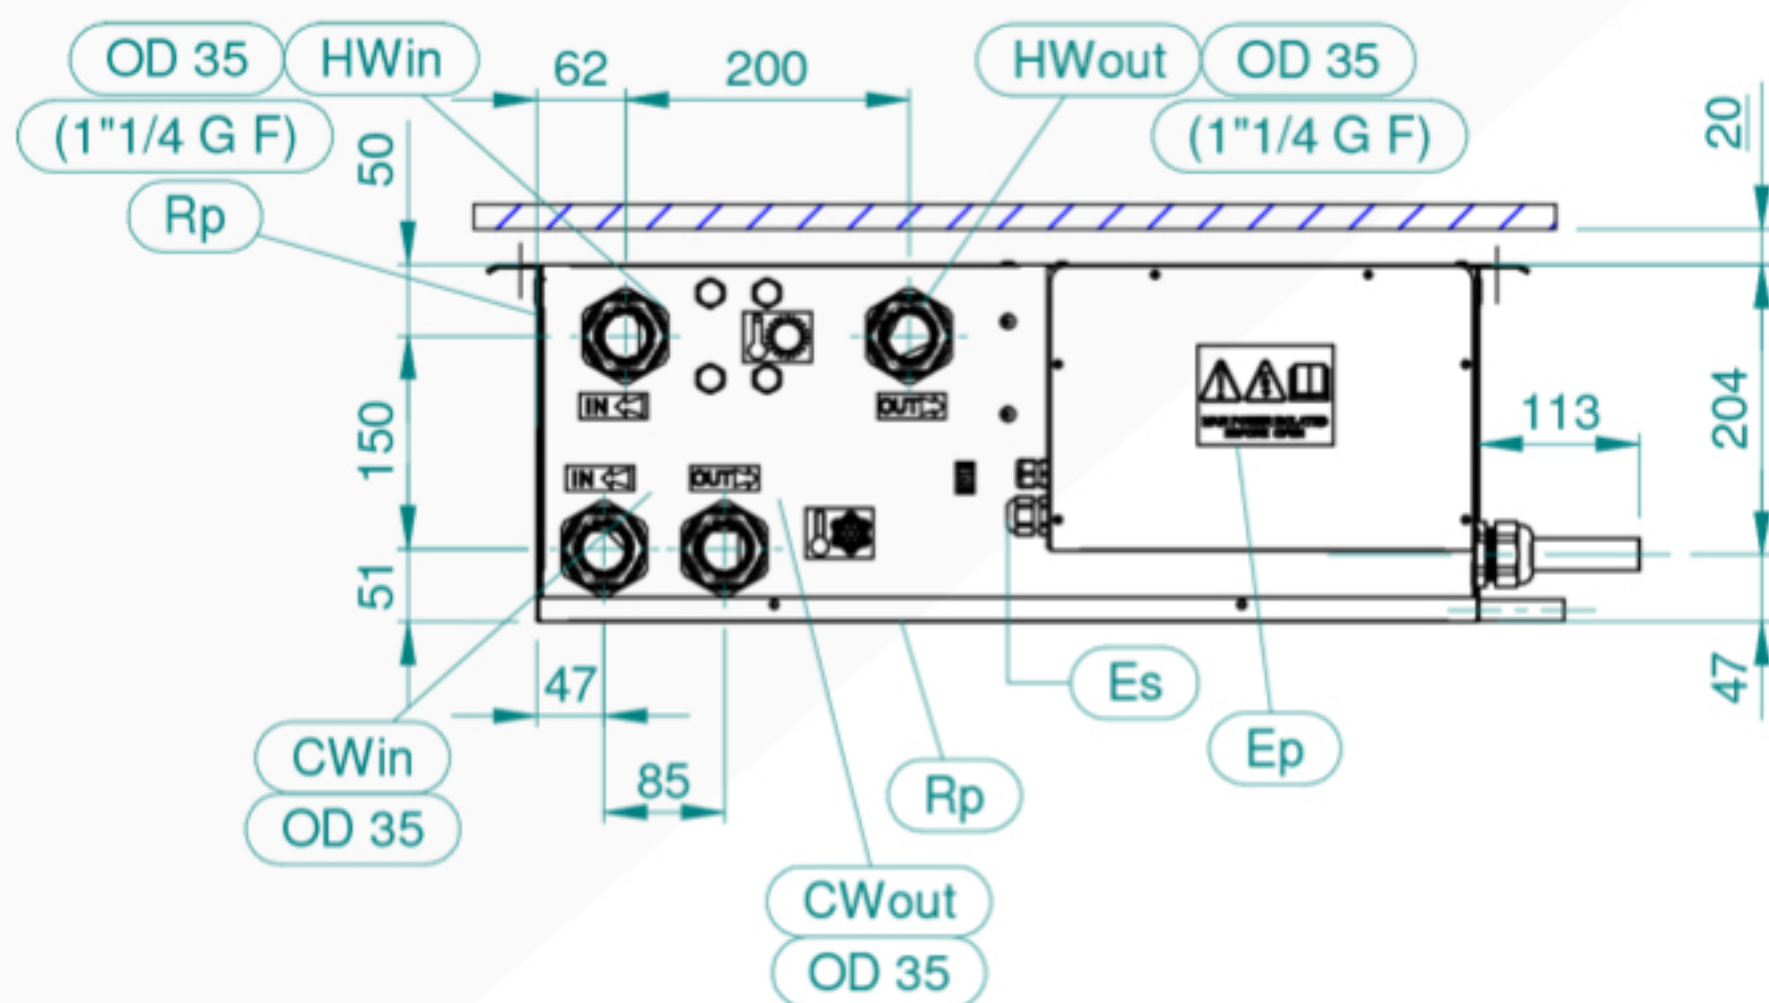 OD 35 HWin 62 200 HWout OD 35
(1"1/4 G F) (1"1/4 G F)
20
50
Rp
IN OUT
204
113
150
IN OUT
51
47
Es
47
CWin
Ep
85
Rp
OD 35
CWout
OD 35